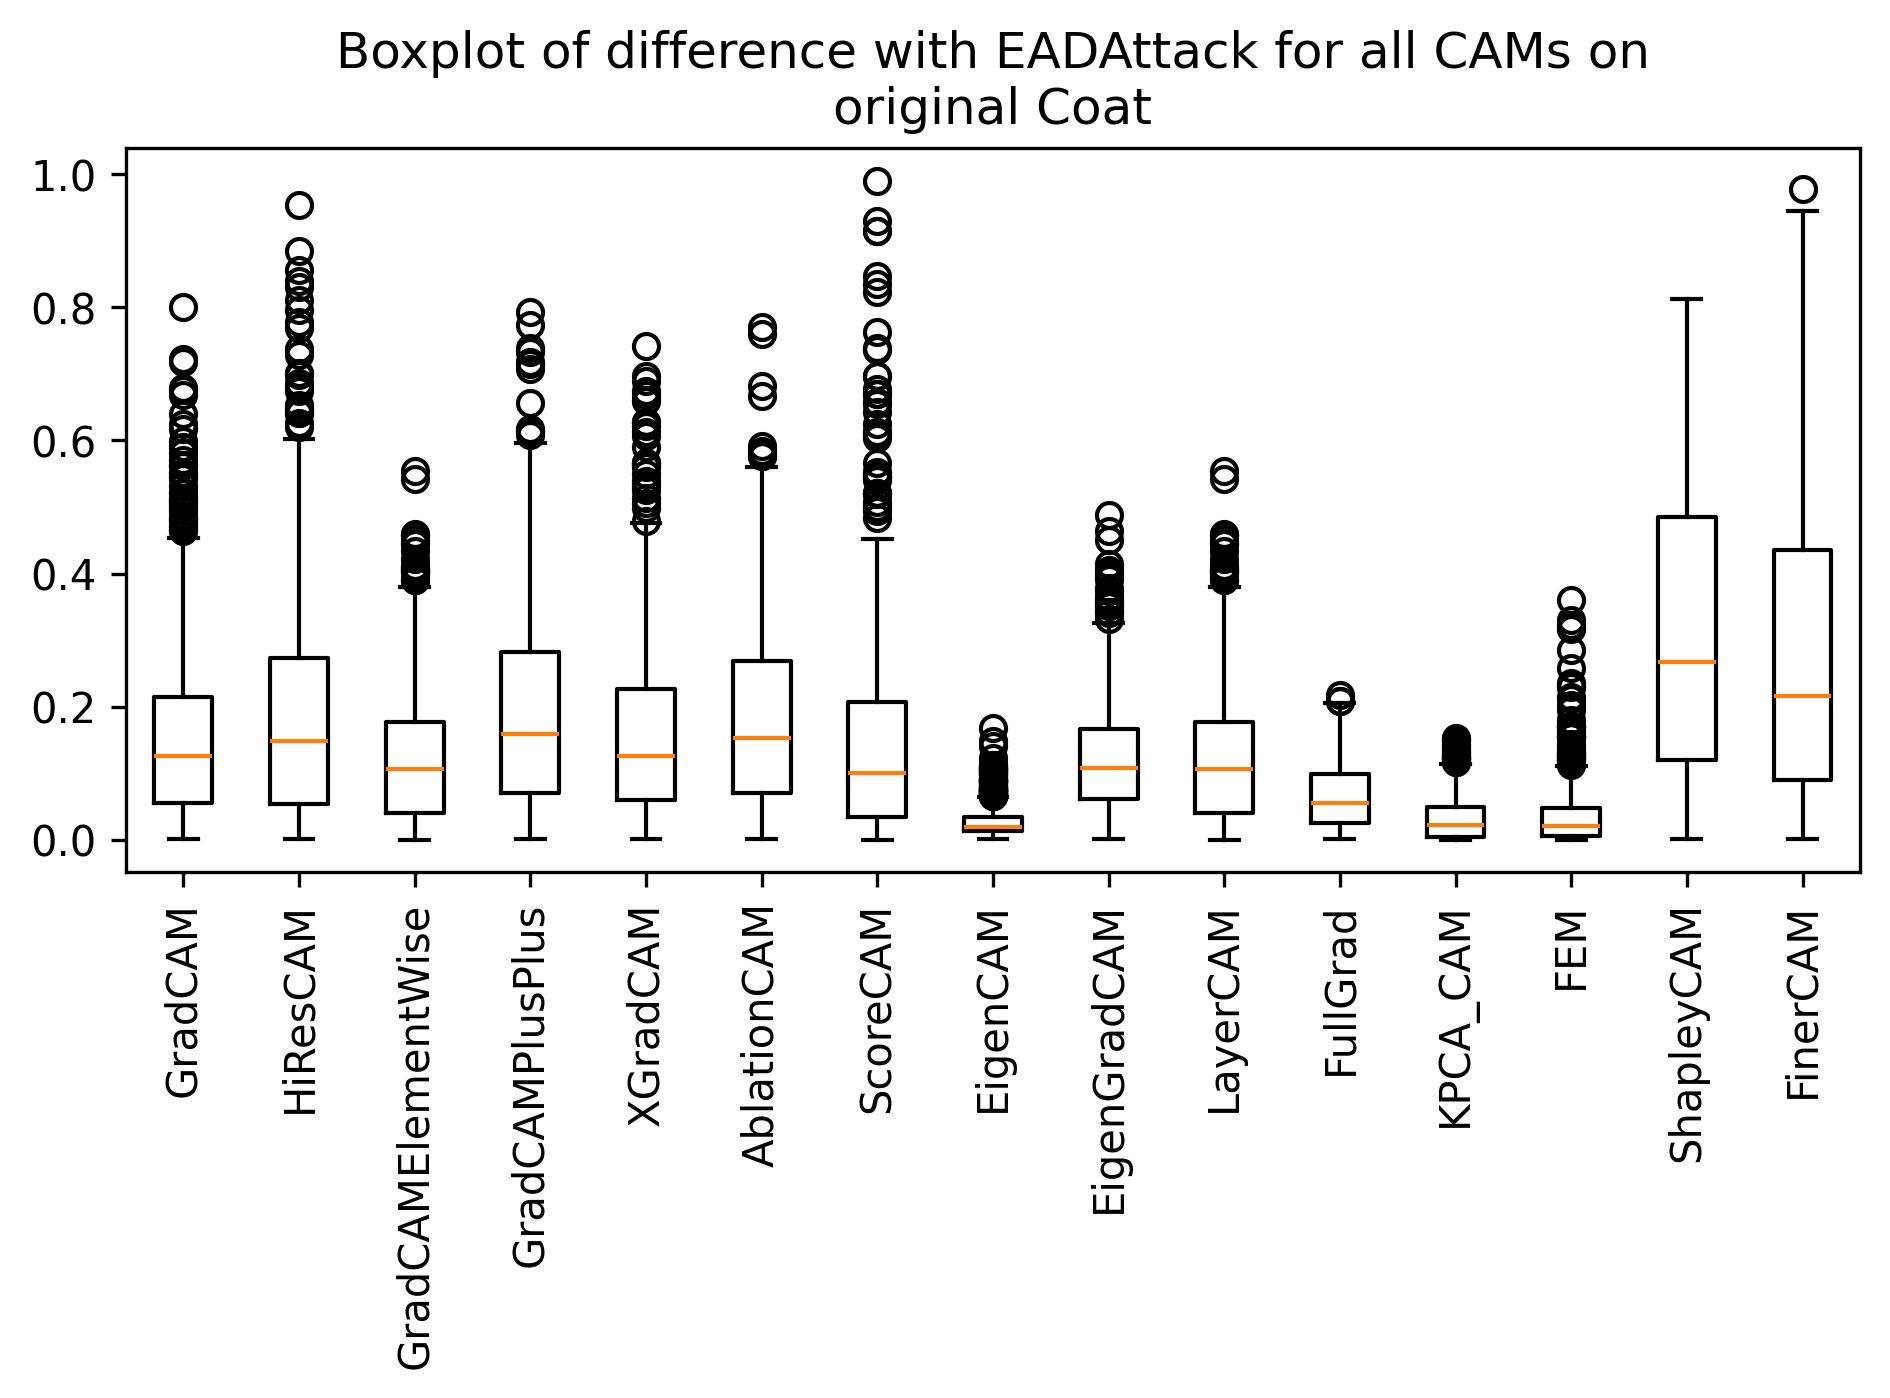 Boxplot of difference with EADAttack for all CAMs on
original Coat
1.0
0.8
0.6
0.4
0.2
0.0
GradCAM
HiResCAM
GradCAMElementWise
GradCAMPlusPlus
XGradCAM
AblationCAM
ScoreCAM
EigenCAM
EigenGradCAM
LayerCAM
FullGrad
KPCA_CAM
FEM
ShapleyCAM
FinerCAM